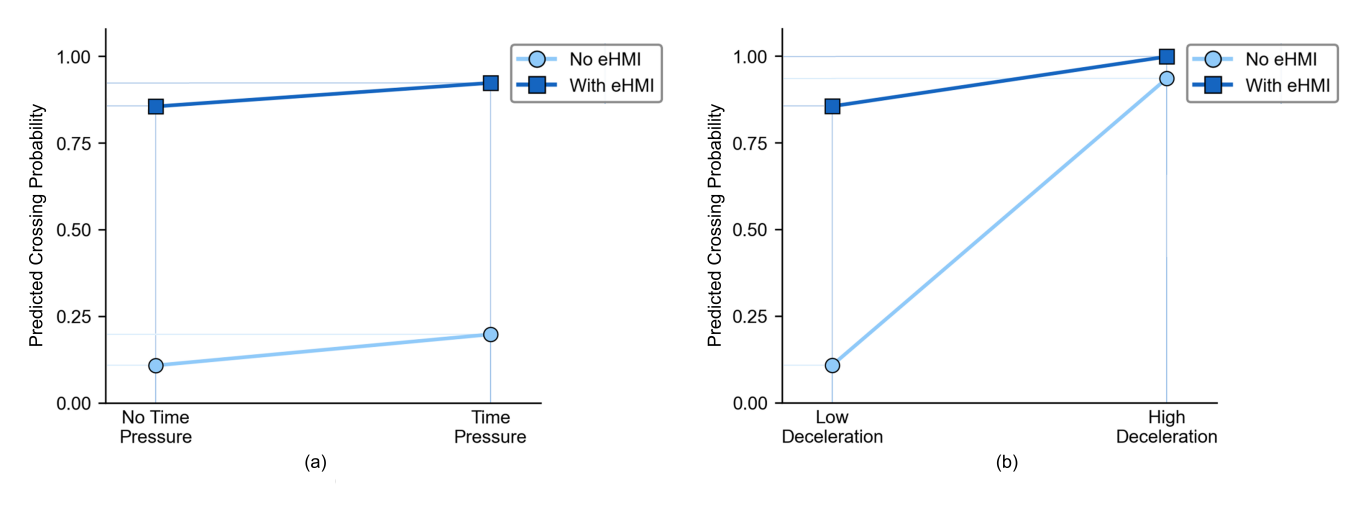 Predicted Crossing Probability
1.00
0.75
0.50
0.25
0.00
No Time
Pressure
Time
Pressure
No eHMI
With eHMI
(a)
Predicted Crossing Probability
1.00
0.75
0.50
0.25
0.00
Low
Deceleration
High
Deceleration
No eHMI
With eHMI
(b)